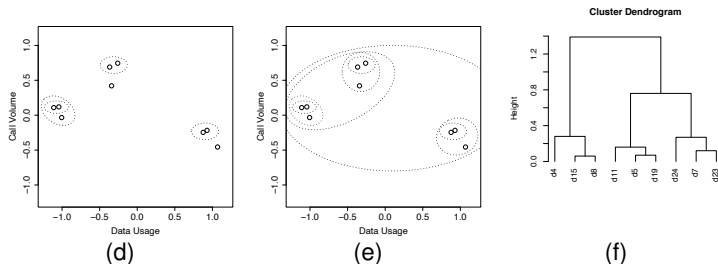 Call Volume
1.0
0.5
0.0
−0.5
−1.0
−1.0 −0.5 0.0 0.5 1.0
Data Usage
(d)
Call Volume
1.0
0.5
0.0
−0.5
−1.0
−1.0 −0.5 0.0 0.5 1.0
Data Usage
(e)
Cluster Dendrogram
Height
1.2
0.8
0.4
0.0
d4 d15 d8 d11 d5 d19 d24 d7 d23
(f)